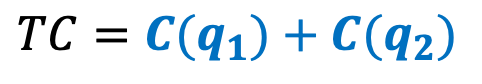 TC = C(q₁) + C(q₂)